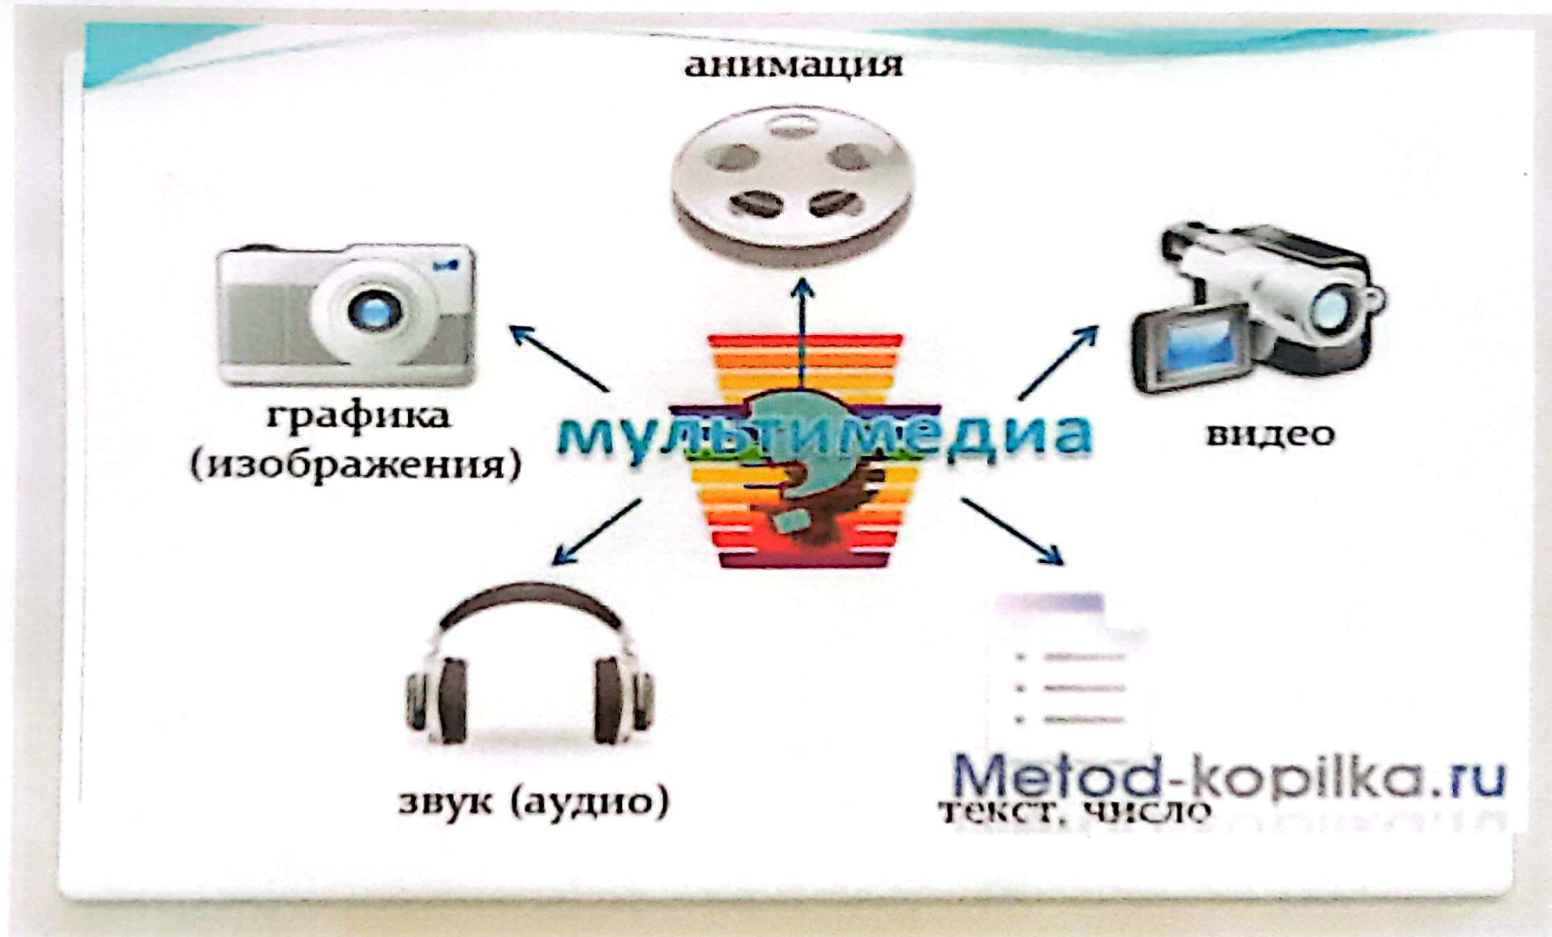 анимация
графика
(изображения)
мультимедиа
видео
звук (аудио)
Metod-kopilka.ru
текст, число